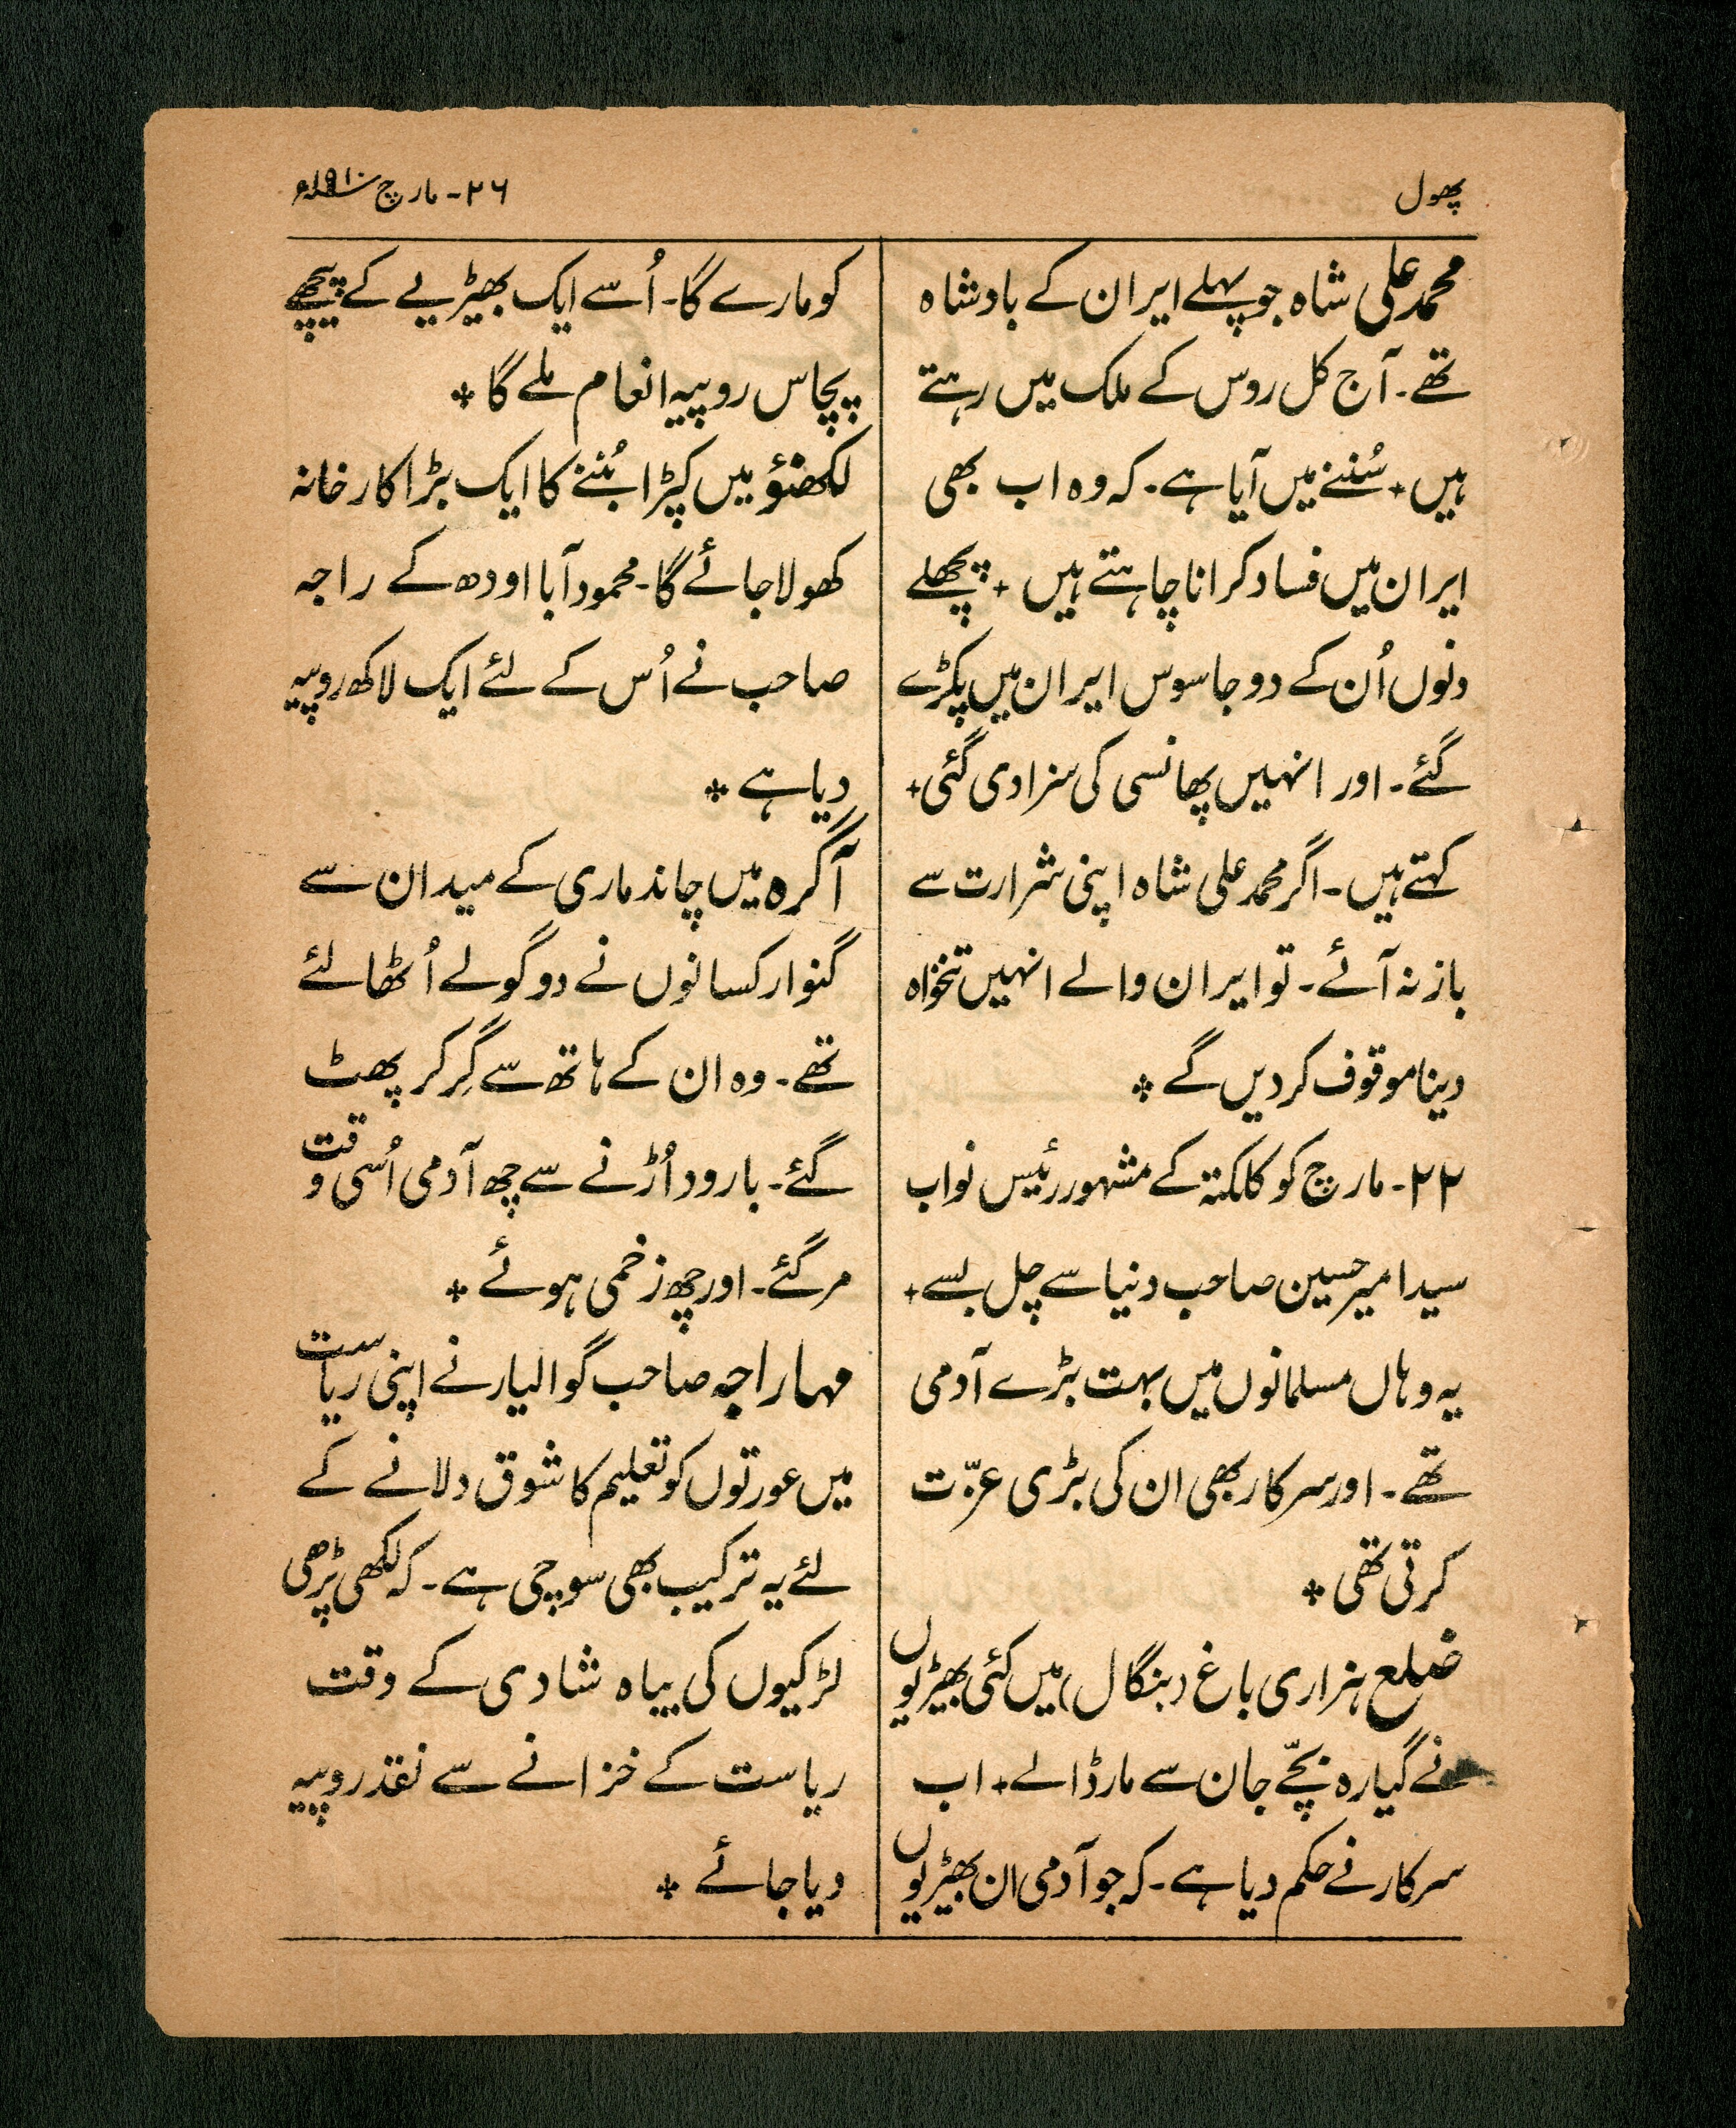 پھول
۲۶۔ مارچ سنہ ۱۹۱۰ء
محمد علی شاہ جو پہلے ایران کے بادشاہ
تھے۔ آج کل روس کے ملک میں رہتے
ہیں + سُننے میں آیا ہے۔ کہ وہ اب بھی
ایران میں فساد کرانا چاہتے ہیں + پچھلے
دنوں اُن کے دو جاسوس ایران میں پکڑے
گئے۔ اور انہیں پھانسی کی سزا دی گئی +
کہتے ہیں۔ اگر محمد علی شاہ اپنی شرارت سے
باز نہ آئے۔ تو ایران والے انہیں تنخواہ
دینا موقوف کر دیں گے *
۲۲۔ مارچ کو کلکتہ کے مشہور رئیس نواب
سید امیر حسین صاحب دنیا سے چل بسے +
یہ وہاں مسلمانوں میں بہت بڑے آدمی
تھے۔ اور سرکار بھی ان کی بڑی عزّت
کرتی تھی *
ضلع ہزاری باغ (بنگال) میں کئی بھیڑیوں
نے گیارہ بچّے جان سے مار ڈالے + اب
سرکار نے حکم دیا ہے۔ کہ جو آدمی ان بھیڑیوں
کو مارے گا۔ اُسے ایک بھیڑیے کے پیچھے
پچاس روپیہ انعام ملے گا *
لکھنؤ میں کپڑا بُننے کا ایک بڑا کارخانہ
کھولا جائے گا۔ محمود آبا اودھ کے راجہ
صاحب نے اُس کے لئے ایک لاکھ روپیہ
دیا ہے *
آگرہ میں چاند ماری کے میدان سے
گنوار کسانوں نے دو گولے اُٹھا لئے
تھے۔ وہ ان کے ہاتھ سے گِر کر پھٹ
گئے۔ بارود اُڑنے سے چھ آدمی اُسی وقت
مر گئے۔ اور چھ زخمی ہوئے *
مہاراجہ صاحب گوالیار نے اپنی ریاست
میں عورتوں کو تعلیم کا شوق دلانے کے
لئے یہ ترکیب بھی سوچی ہے۔ کہ لکھی پڑھی
لڑکیوں کی بیاہ شادی کے وقت
ریاست کے خزانے سے نقد روپیہ
دیا جائے *